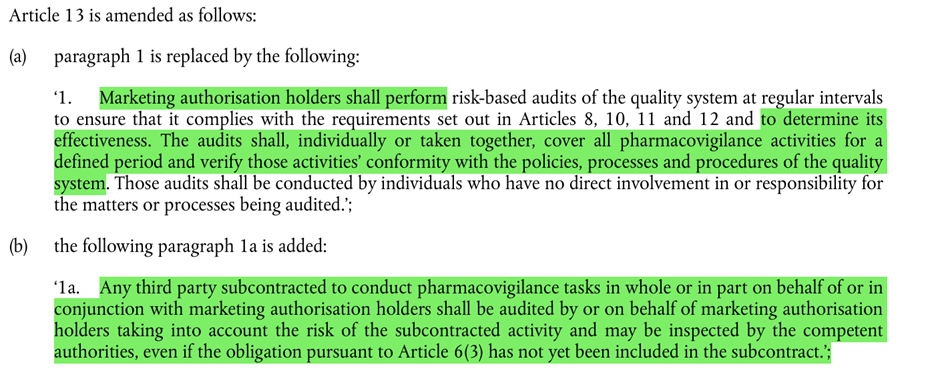 Article 13 is amended as follows:
(a) paragraph 1 is replaced by the following:
‘1. Marketing authorisation holders shall perform risk-based audits of the quality system at regular intervals
to ensure that it complies with the requirements set out in Articles 8, 10, 11 and 12 and to determine its
effectiveness. The audits shall, individually or taken together, cover all pharmacovigilance activities for a
defined period and verify those activities’ conformity with the policies, processes and procedures of the quality
system. Those audits shall be conducted by individuals who have no direct involvement in or responsibility for
the matters or processes being audited.’;
(b) the following paragraph 1a is added:
‘1a. Any third party subcontracted to conduct pharmacovigilance tasks in whole or in part on behalf of or in
conjunction with marketing authorisation holders shall be audited by or on behalf of marketing authorisation
holders taking into account the risk of the subcontracted activity and may be inspected by the competent
authorities, even if the obligation pursuant to Article 6(3) has not yet been included in the subcontract.’;